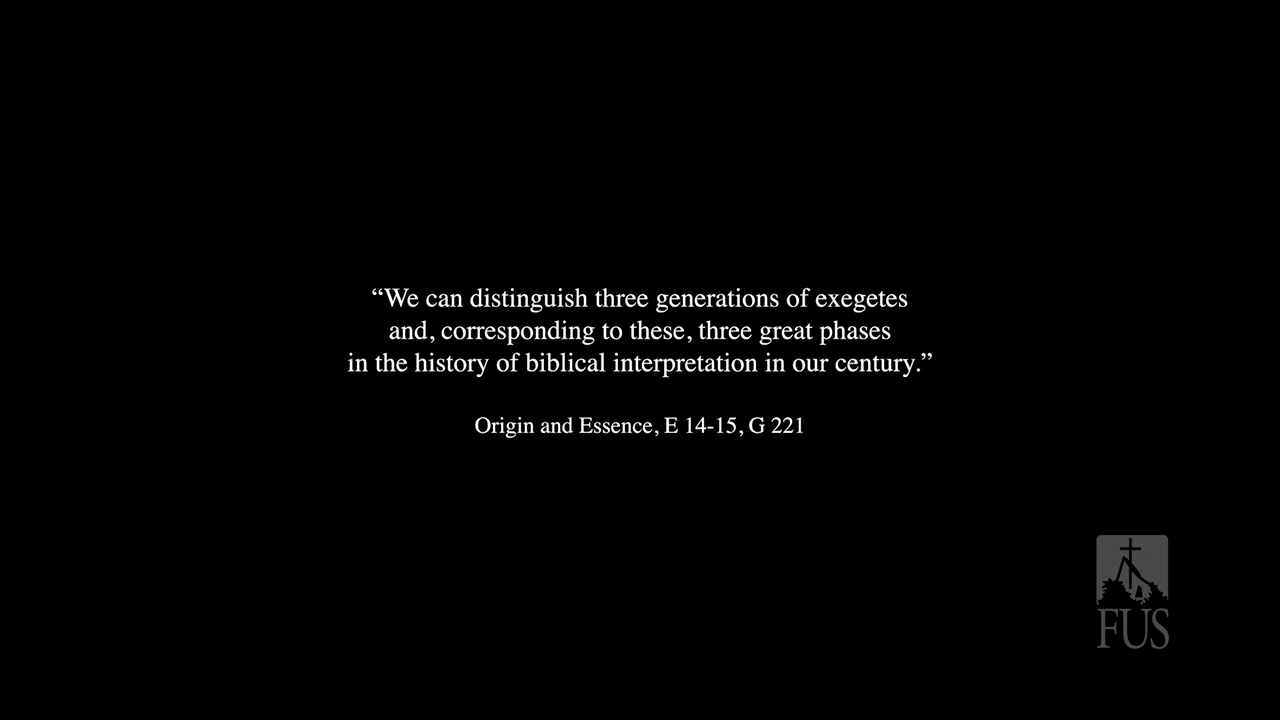 “We can distinguish three generations of exegetes
and, corresponding to these, three great phases
in the history of biblical interpretation in our century.”
Origin and Essence, E 14-15, G 221
FUS